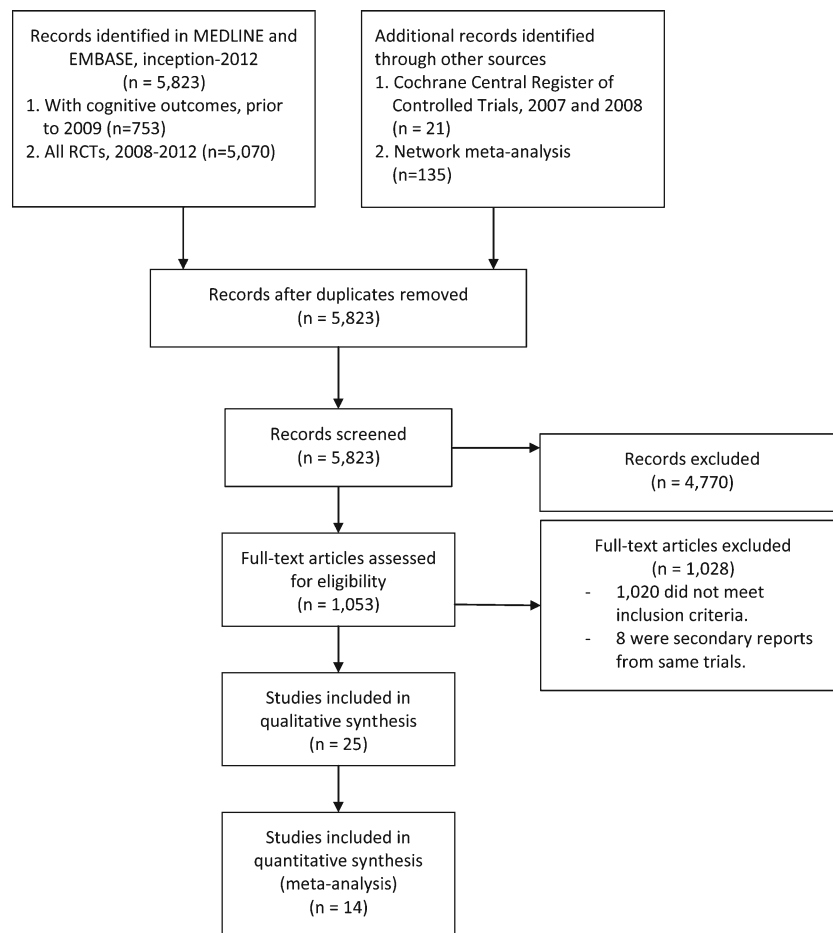 Records identified in MEDLINE and
EMBASE, inception-2012
(n = 5,823)
1. With cognitive outcomes, prior
to 2009 (n=753)
2. All RCTs, 2008-2012 (n=5,070)
Additional records identified
through other sources
1. Cochrane Central Register of
Controlled Trials, 2007 and 2008
(n = 21)
2. Network meta-analysis
(n=135)
Records after duplicates removed
(n = 5,823)
Records screened
(n = 5,823)
Records excluded
(n = 4,770)
Full-text articles assessed
for eligibility
(n = 1,053)
Full-text articles excluded
(n = 1,028)
- 1,020 did not meet
inclusion criteria.
- 8 were secondary reports
from same trials.
Studies included in
qualitative synthesis
(n = 25)
Studies included in
quantitative synthesis
(meta-analysis)
(n = 14)